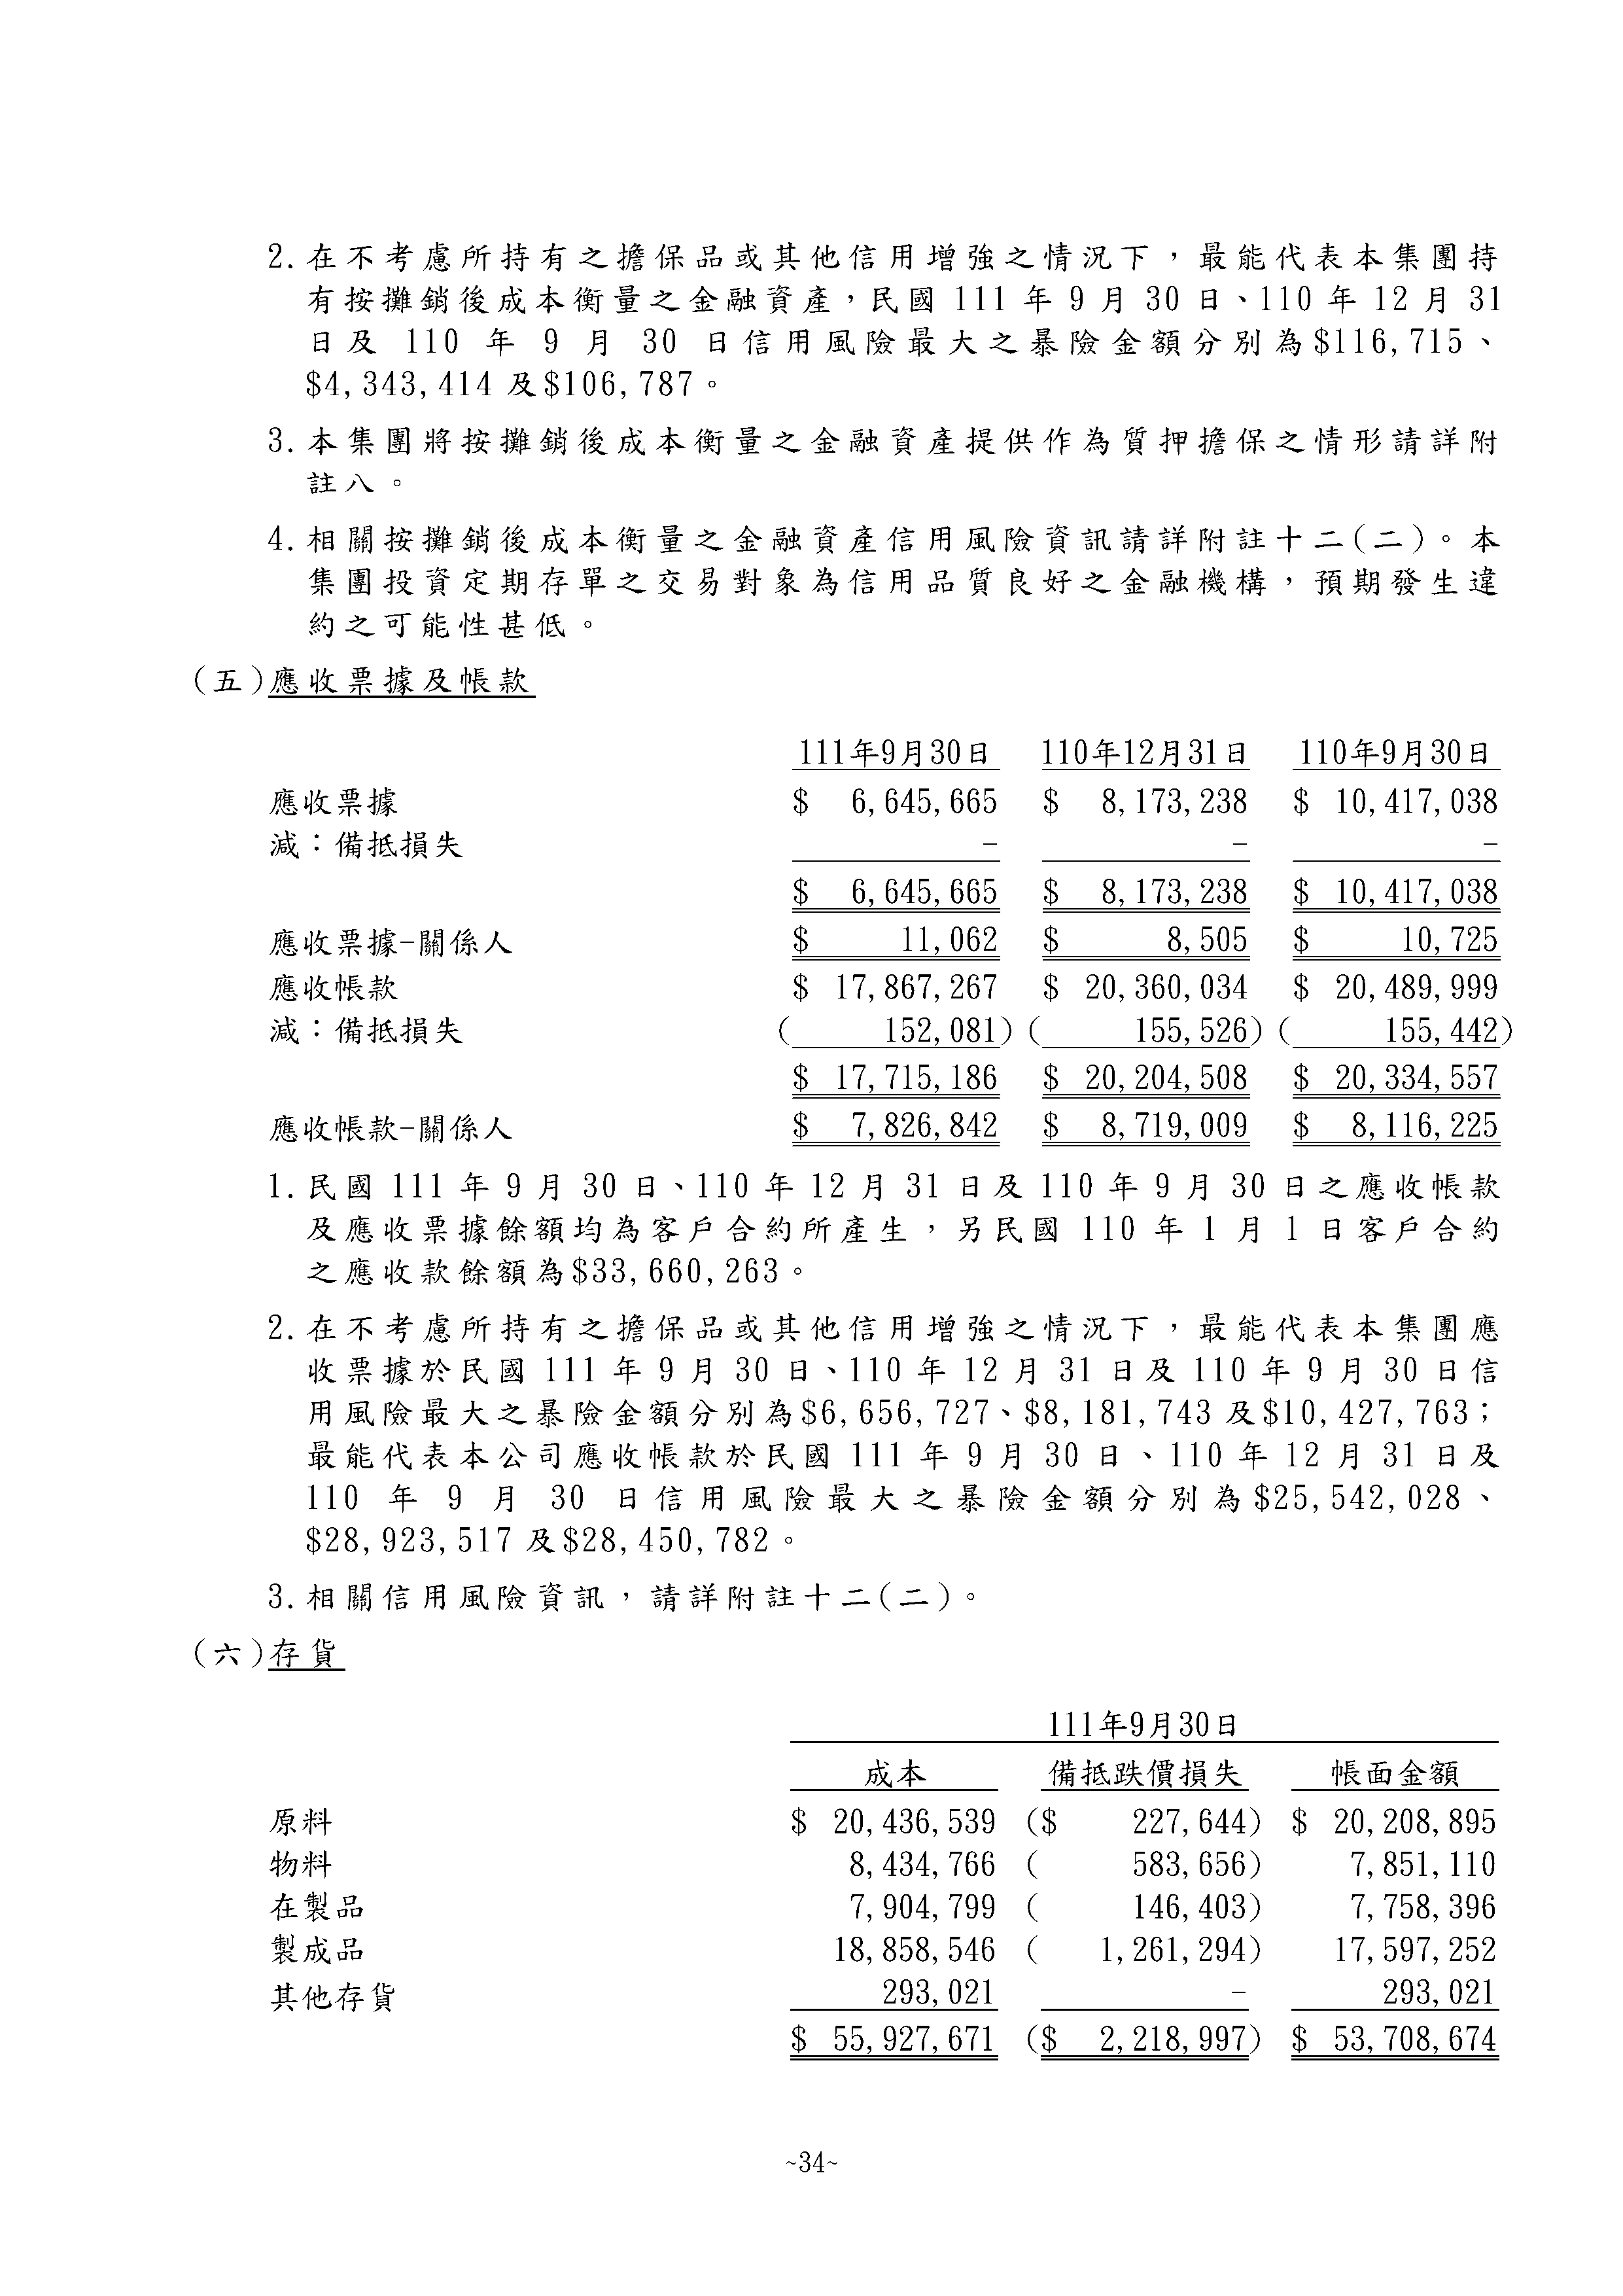 2.在不考慮所持有之擔保品或其他信用增強之情況下，最能代表本集團持
有按攤銷後成本衡量之金融資產，民國 111 年 9 月 30 日、110 年 12 月 31
日及 110 年 9 月 30 日信用風險最大之暴險金額分別為$116,715、
$4,343,414 及$106,787。
3.本集團將按攤銷後成本衡量之金融資產提供作為質押擔保之情形請詳附
註八。
4.相關按攤銷後成本衡量之金融資產信用風險資訊請詳附註十二(二)。本
集團投資定期存單之交易對象為信用品質良好之金融機構，預期發生違
約之可能性甚低。
(五)應收票據及帳款
111年9月30日 110年12月31日 110年9月30日
應收票據 $ 6,645,665 $ 8,173,238 $ 10,417,038
減：備抵損失 - - -
$ 6,645,665 $ 8,173,238 $ 10,417,038
應收票據-關係人 $ 11,062 $ 8,505 $ 10,725
應收帳款 $ 17,867,267 $ 20,360,034 $ 20,489,999
減：備抵損失 ( 152,081) ( 155,526) ( 155,442)
$ 17,715,186 $ 20,204,508 $ 20,334,557
應收帳款-關係人 $ 7,826,842 $ 8,719,009 $ 8,116,225
1.民國 111 年 9 月 30 日、110 年 12 月 31 日及 110 年 9 月 30 日之應收帳款
及應收票據餘額均為客戶合約所產生，另民國 110 年 1 月 1 日客戶合約
之應收款餘額為$33,660,263。
2.在不考慮所持有之擔保品或其他信用增強之情況下，最能代表本集團應
收票據於民國 111 年 9 月 30 日、110 年 12 月 31 日及 110 年 9 月 30 日信
用風險最大之暴險金額分別為$6,656,727、$8,181,743 及$10,427,763；
最能代表本公司應收帳款於民國 111 年 9 月 30 日、110 年 12 月 31 日及
110 年 9 月 30 日信用風險最大之暴險金額分別為$25,542,028、
$28,923,517 及$28,450,782。
3.相關信用風險資訊，請詳附註十二(二)。
(六)存貨
111年9月30日
成本 備抵跌價損失 帳面金額
原料 $ 20,436,539 ($ 227,644) $ 20,208,895
物料 8,434,766 ( 583,656) 7,851,110
在製品 7,904,799 ( 146,403) 7,758,396
製成品 18,858,546 ( 1,261,294) 17,597,252
其他存貨 293,021 - 293,021
$ 55,927,671 ($ 2,218,997) $ 53,708,674
~34~